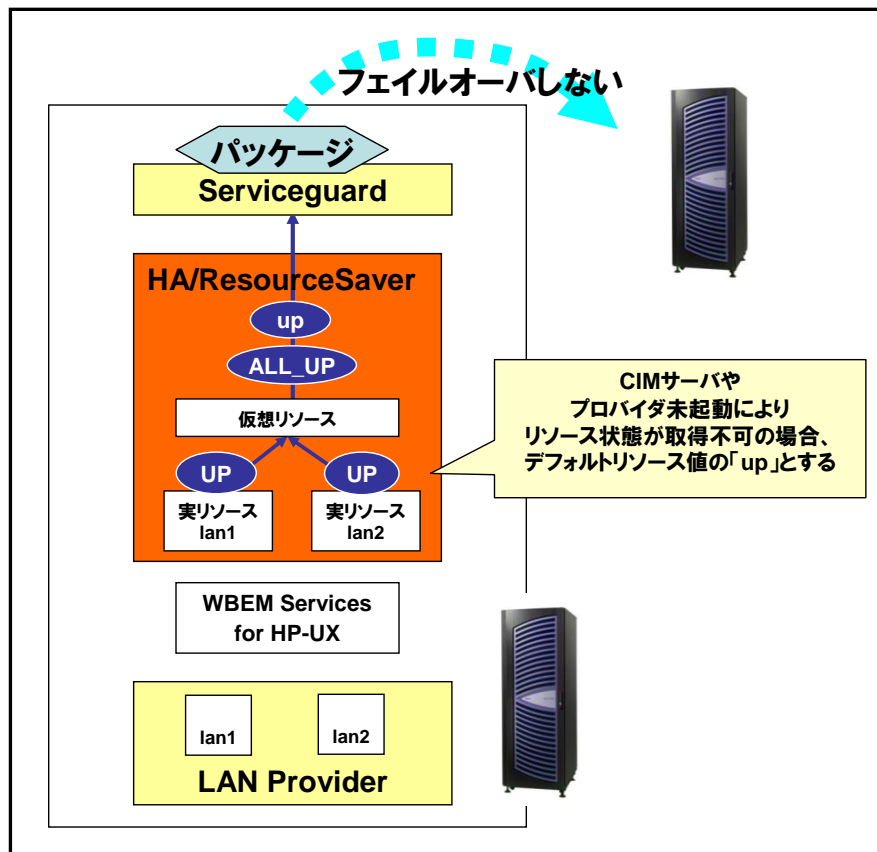 フェイルオーバしない
パッケージ
Serviceguard
HA/ResourceSaver
up
ALL_UP
仮想リソース
UP
UP
実リソース
lan1
実リソース
lan2
CIMサーバや
プロバイダ未起動により
リソース状態が取得不可の場合、
デフォルトリソース値の「up」とする
WBEM Services
for HP-UX
lan1
lan2
LAN Provider